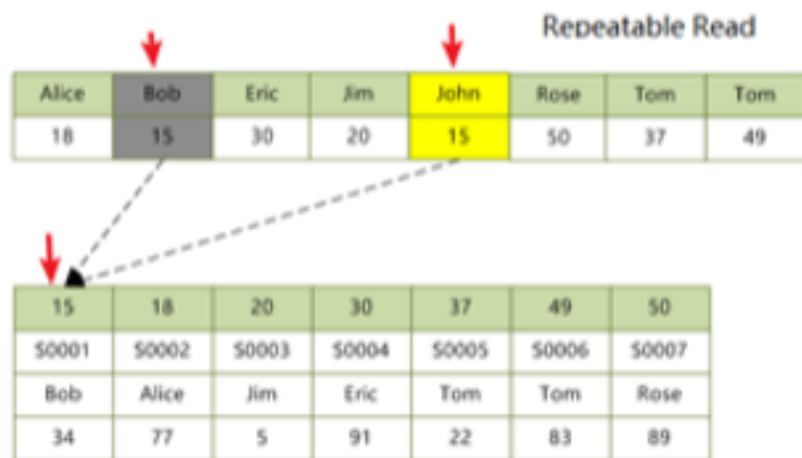 Repeatable Read
Alice Bob Eric Jim John Rose Tom Tom
18 15 30 20 15 50 37 49
15 18 20 30 37 49 50
S0001 S0002 S0003 S0004 S0005 S0006 S0007
Bob Alice Jim Eric Tom Tom Rose
34 77 5 91 22 83 89